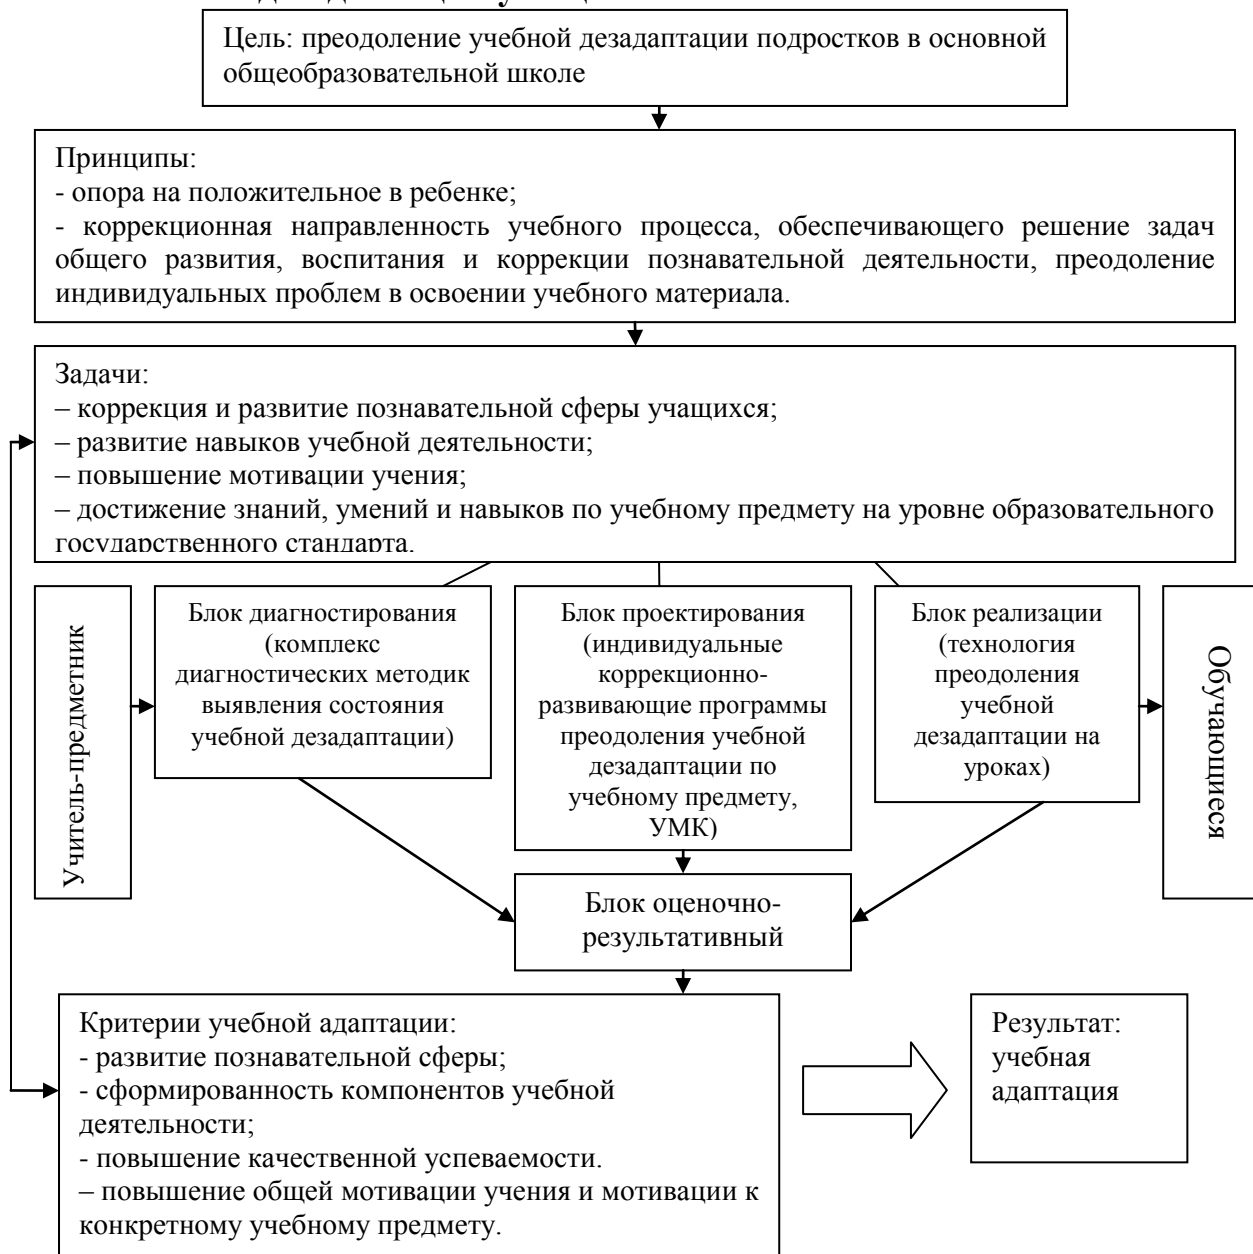 Цель: преодоление учебной дезадаптации подростков в основной
общеобразовательной школе
Принципы:
- опора на положительное в ребенке;
- коррекционная направленность учебного процесса, обеспечивающего решение задач
общего развития, воспитания и коррекции познавательной деятельности, преодоление
индивидуальных проблем в освоении учебного материала.
Задачи:
– коррекция и развитие познавательной сферы учащихся;
– развитие навыков учебной деятельности;
– повышение мотивации учения;
– достижение знаний, умений и навыков по учебному предмету на уровне образовательного
государственного стандарта.
Учитель-предметник
Блок диагностирования
(комплекс
диагностических методик
выявления состояния
учебной дезадаптации)
Блок проектирования
(индивидуальные
коррекционно-
развивающие программы
преодоления учебной
дезадаптации по
учебному предмету,
УМК)
Блок реализации
(технология
преодоления
учебной
дезадаптации на
уроках)
Обучающиеся
Блок оценочно-
результативный
Критерии учебной адаптации:
- развитие познавательной сферы;
- сформированность компонентов учебной
деятельности;
- повышение качественной успеваемости.
– повышение общей мотивации учения и мотивации к
конкретному учебному предмету.
Результат:
учебная
адаптация